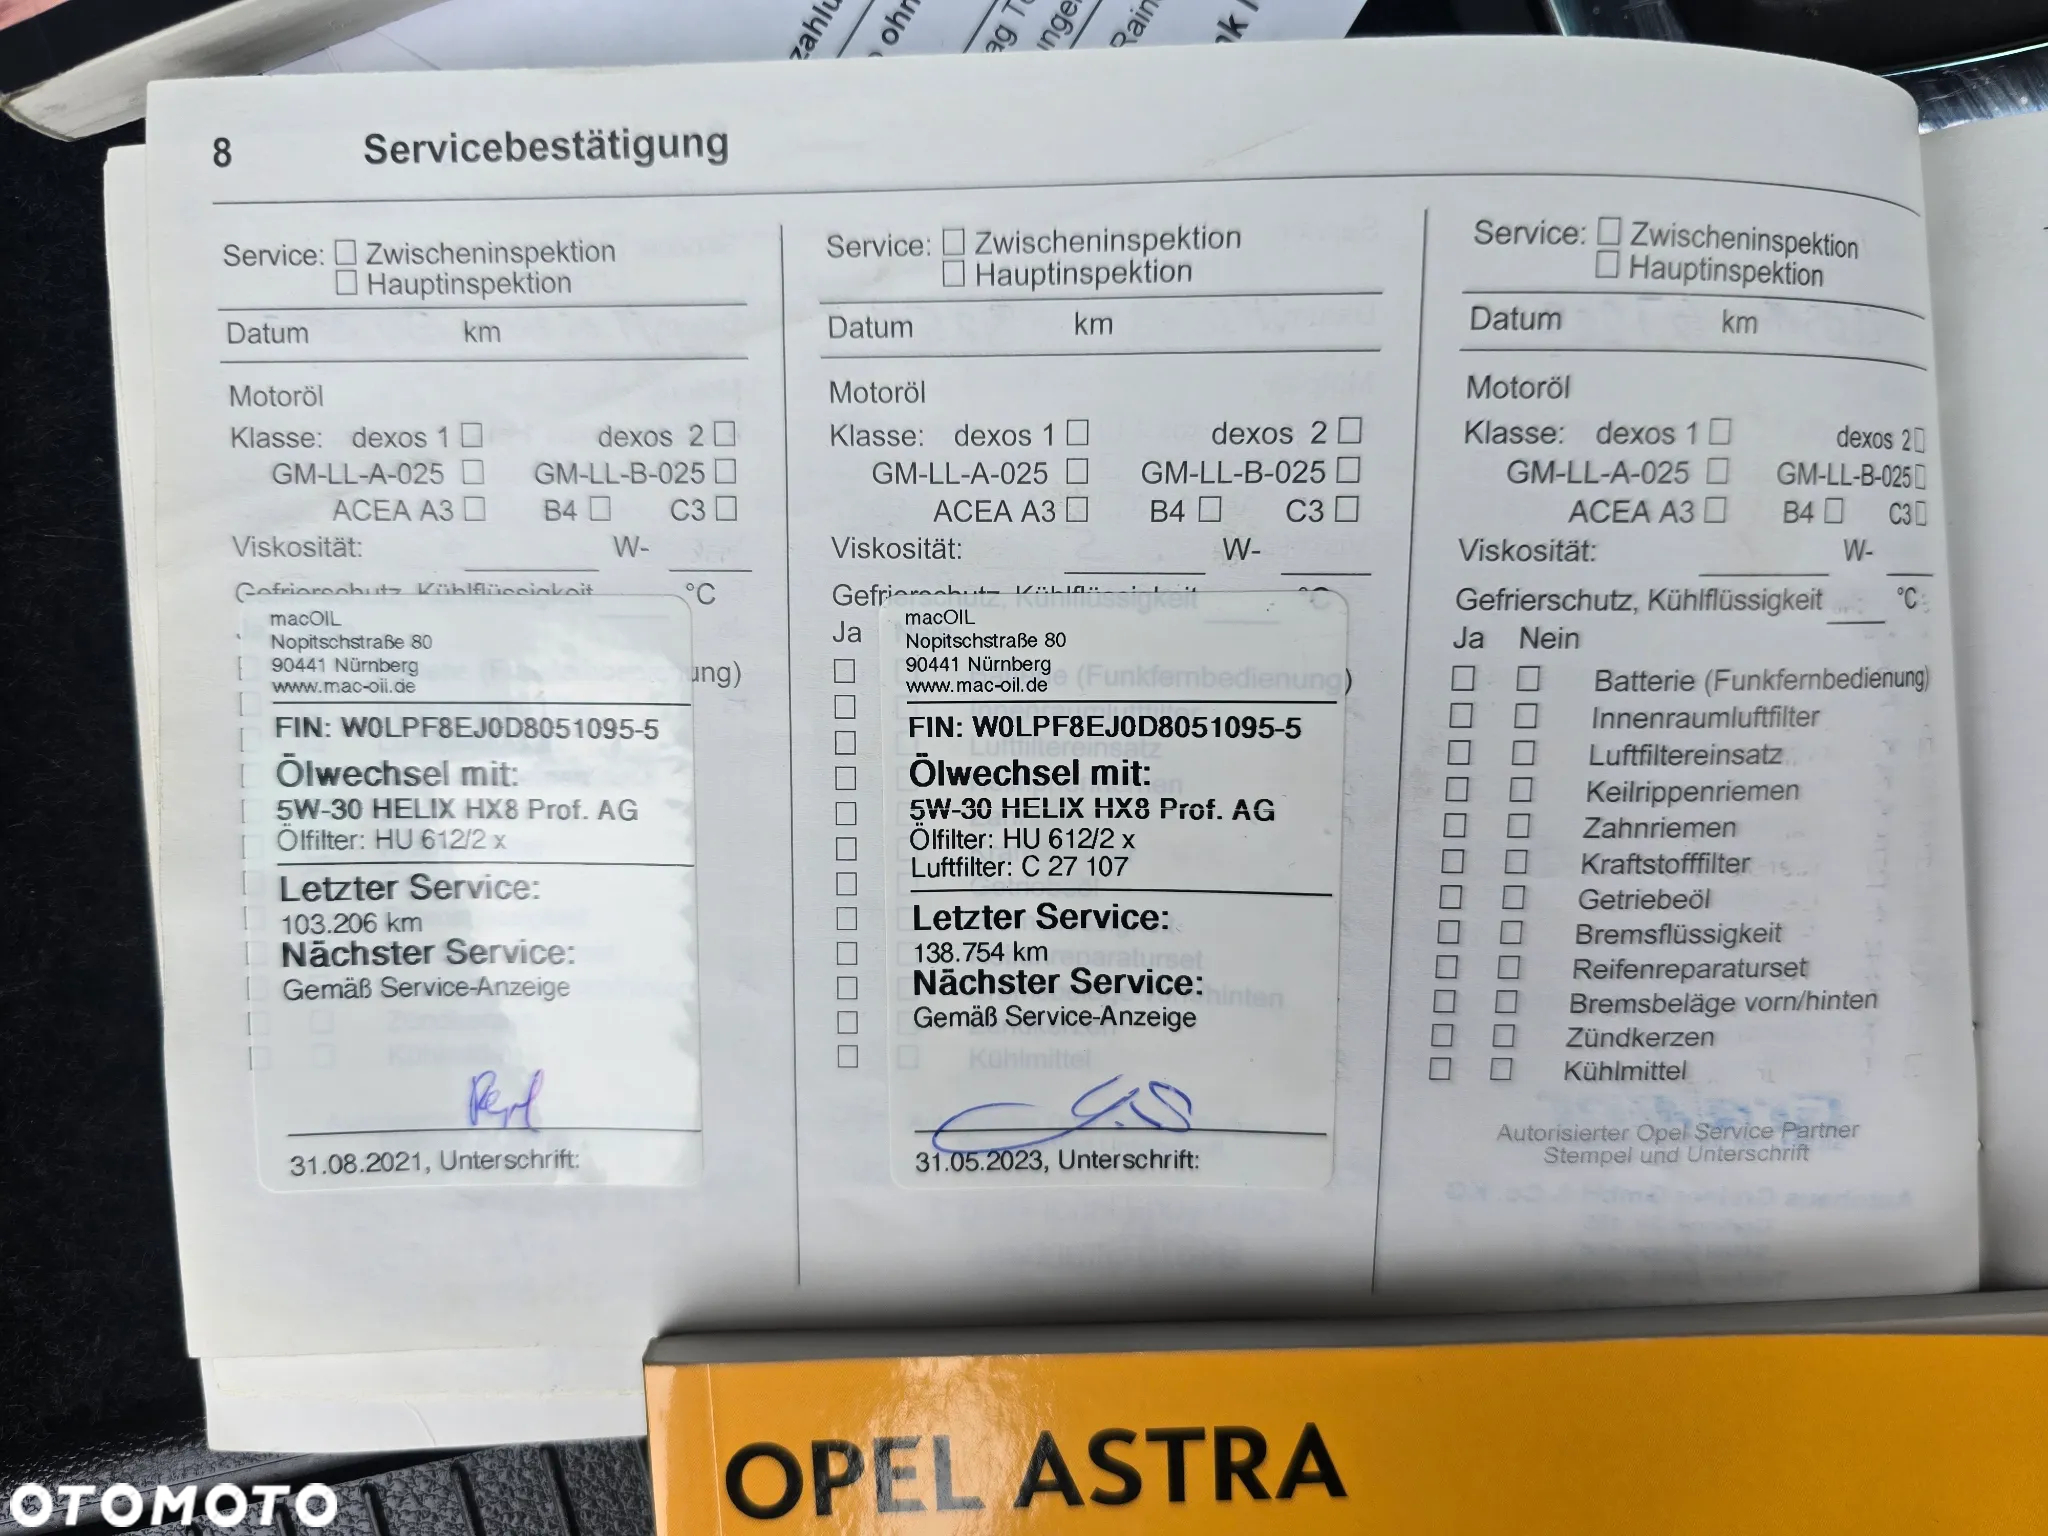 8 Servicebestätigung
Service: Zwischeninspektion
Hauptinspektion
Datum km
Motoröl
Klasse: dexos 1 dexos 2
GM-LL-A-025 GM-LL-B-025
ACEA A3 B4 C3
Viskosität: W-
Gefrierschutz, Kühlflüssigkeit °C
ung)
macOIL
Nopitschstraße 80
90441 Nürnberg
www.mac-oil.de
FIN: W0LPF8EJ0D8051095-5
Ölwechsel mit:
5W-30 HELIX HX8 Prof. AG
Ölfilter: HU 612/2 x
Letzter Service:
103.206 km
Nächster Service:
Gemäß Service-Anzeige
31.08.2021, Unterschrift:
Service: Zwischeninspektion
Hauptinspektion
Datum km
Motoröl
Klasse: dexos 1 dexos 2
GM-LL-A-025 GM-LL-B-025
ACEA A3 B4 C3
Viskosität: W-
Gefrierschutz, Kühlflüssigkeit °C
Ja
Batterie (Funkfernbedienung)
macOIL
Nopitschstraße 80
90441 Nürnberg
www.mac-oil.de
FIN: W0LPF8EJ0D8051095-5
Ölwechsel mit:
5W-30 HELIX HX8 Prof. AG
Ölfilter: HU 612/2 x
Luftfilter: C 27 107
Letzter Service:
138.754 km
Nächster Service:
Gemäß Service-Anzeige
Kühlmittel
31.05.2023, Unterschrift:
Service: Zwischeninspektion
Hauptinspektion
Datum km
Motoröl
Klasse: dexos 1 dexos 2
GM-LL-A-025 GM-LL-B-025
ACEA A3 B4 C3
Viskosität: W-
Gefrierschutz, Kühlflüssigkeit °C
Ja Nein
Batterie (Funkfernbedienung)
Innenraumluftfilter
Luftfiltereinsatz
Keilrippenriemen
Zahnriemen
Kraftstofffilter
Getriebeöl
Bremsflüssigkeit
Reifenreparaturset
Bremsbeläge vorn/hinten
Zündkerzen
Kühlmittel
Autorisierter Opel Service Partner
Stempel und Unterschrift
OPEL ASTRA
OTOMOTO